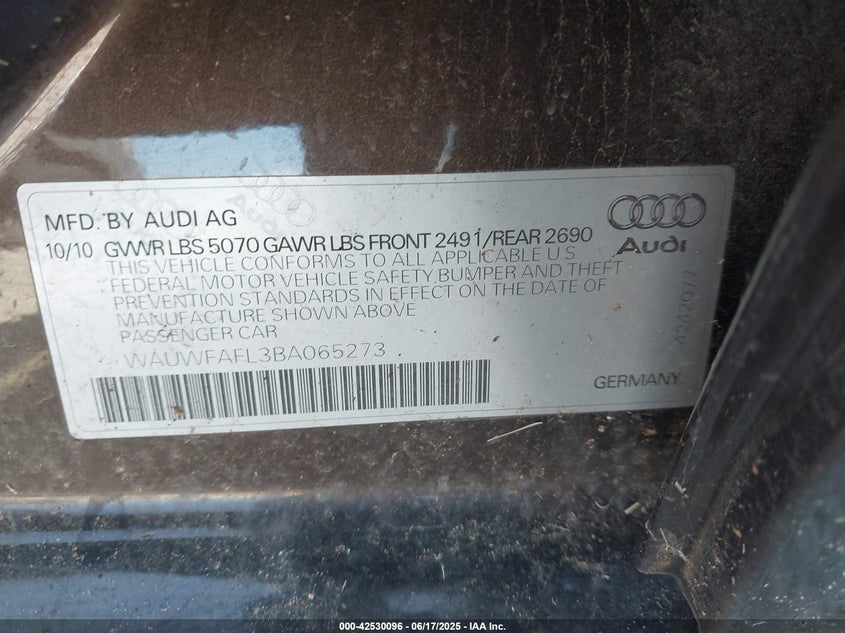 MFD. BY AUDI AG
10/10 GVWR LBS 5070 GAWR LBS FRONT 2491/REAR 2690
THIS VEHICLE CONFORMS TO ALL APPLICABLE U S
FEDERAL MOTOR VEHICLE SAFETY,BUMPER AND THEFT
PREVENTION STANDARDS IN EFFECT ON THE DATE OF
MANUFACTURE SHOWN ABOVE
PASSENGER CAR
WAUWFAFL3BA065273
GERMANY
Audi
4242077
Audi
000-42530096 - 06/17/2025 - IAA Inc.